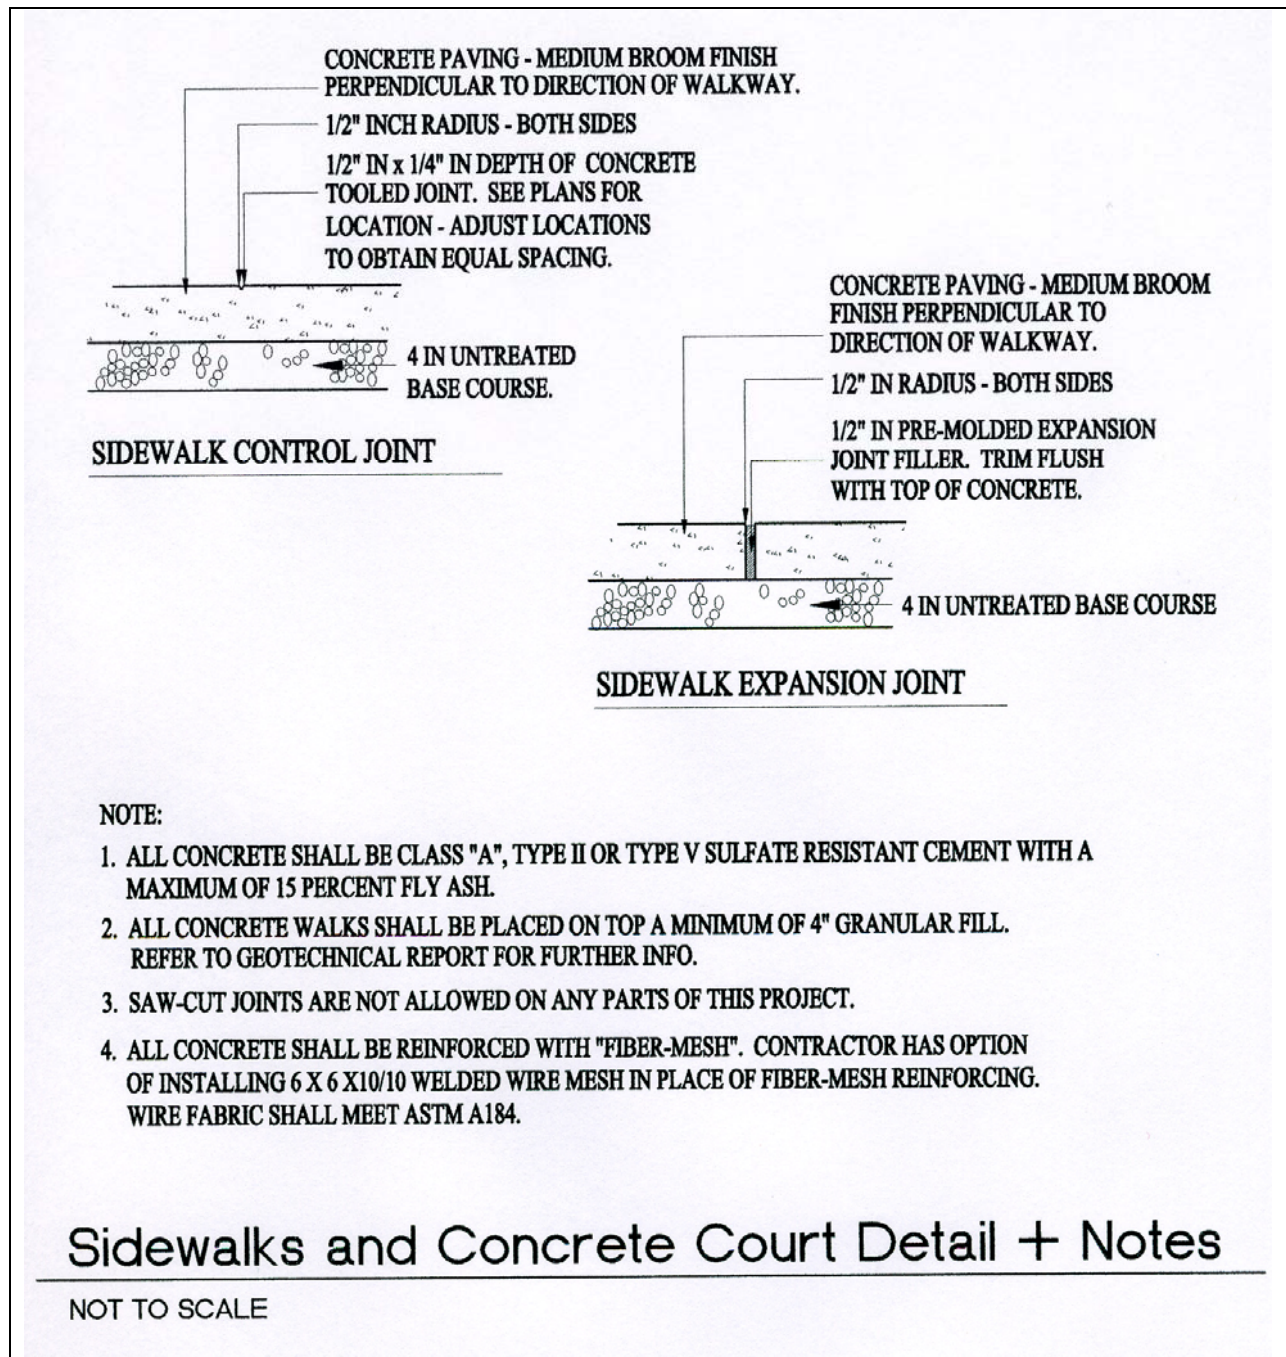 CONCRETE PAVING - MEDIUM BROOM FINISH
PERPENDICULAR TO DIRECTION OF WALKWAY.
1/2" INCH RADIUS - BOTH SIDES
1/2" IN x 1/4" IN DEPTH OF CONCRETE
TOOLED JOINT. SEE PLANS FOR
LOCATION - ADJUST LOCATIONS
TO OBTAIN EQUAL SPACING.
4 IN UNTREATED
BASE COURSE.
SIDEWALK CONTROL JOINT
CONCRETE PAVING - MEDIUM BROOM
FINISH PERPENDICULAR TO
DIRECTION OF WALKWAY.
1/2" IN RADIUS - BOTH SIDES
1/2" IN PRE-MOLDED EXPANSION
JOINT FILLER. TRIM FLUSH
WITH TOP OF CONCRETE.
4 IN UNTREATED BASE COURSE
SIDEWALK EXPANSION JOINT
NOTE:
1. ALL CONCRETE SHALL BE CLASS "A", TYPE II OR TYPE V SULFATE RESISTANT CEMENT WITH A
MAXIMUM OF 15 PERCENT FLY ASH.
2. ALL CONCRETE WALKS SHALL BE PLACED ON TOP A MINIMUM OF 4" GRANULAR FILL.
REFER TO GEOTECHNICAL REPORT FOR FURTHER INFO.
3. SAW-CUT JOINTS ARE NOT ALLOWED ON ANY PARTS OF THIS PROJECT.
4. ALL CONCRETE SHALL BE REINFORCED WITH "FIBER-MESH". CONTRACTOR HAS OPTION
OF INSTALLING 6 X 6 X10/10 WELDED WIRE MESH IN PLACE OF FIBER-MESH REINFORCING.
WIRE FABRIC SHALL MEET ASTM A184.
Sidewalks and Concrete Court Detail + Notes
NOT TO SCALE